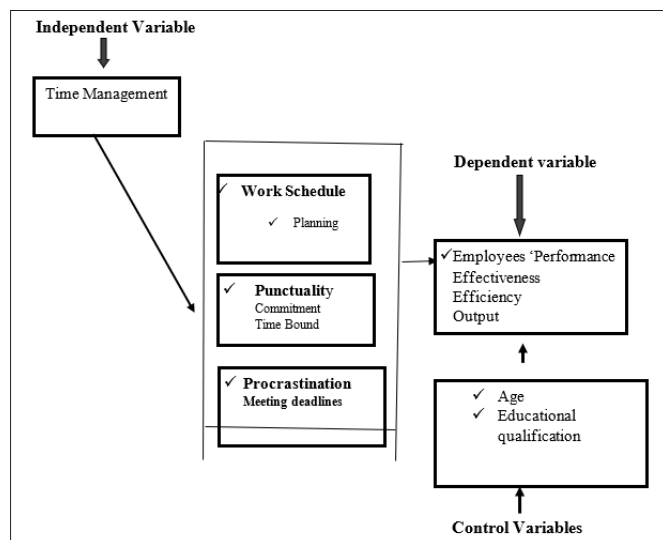 Independent Variable
Time Management
✓ Work Schedule
✓ Planning
✓ Punctuality
Commitment
Time Bound
✓ Procrastination
Meeting deadlines
Dependent variable
✓Employees ‘Performance
Effectiveness
Efficiency
Output
✓ Age
✓ Educational
qualification
Control Variables